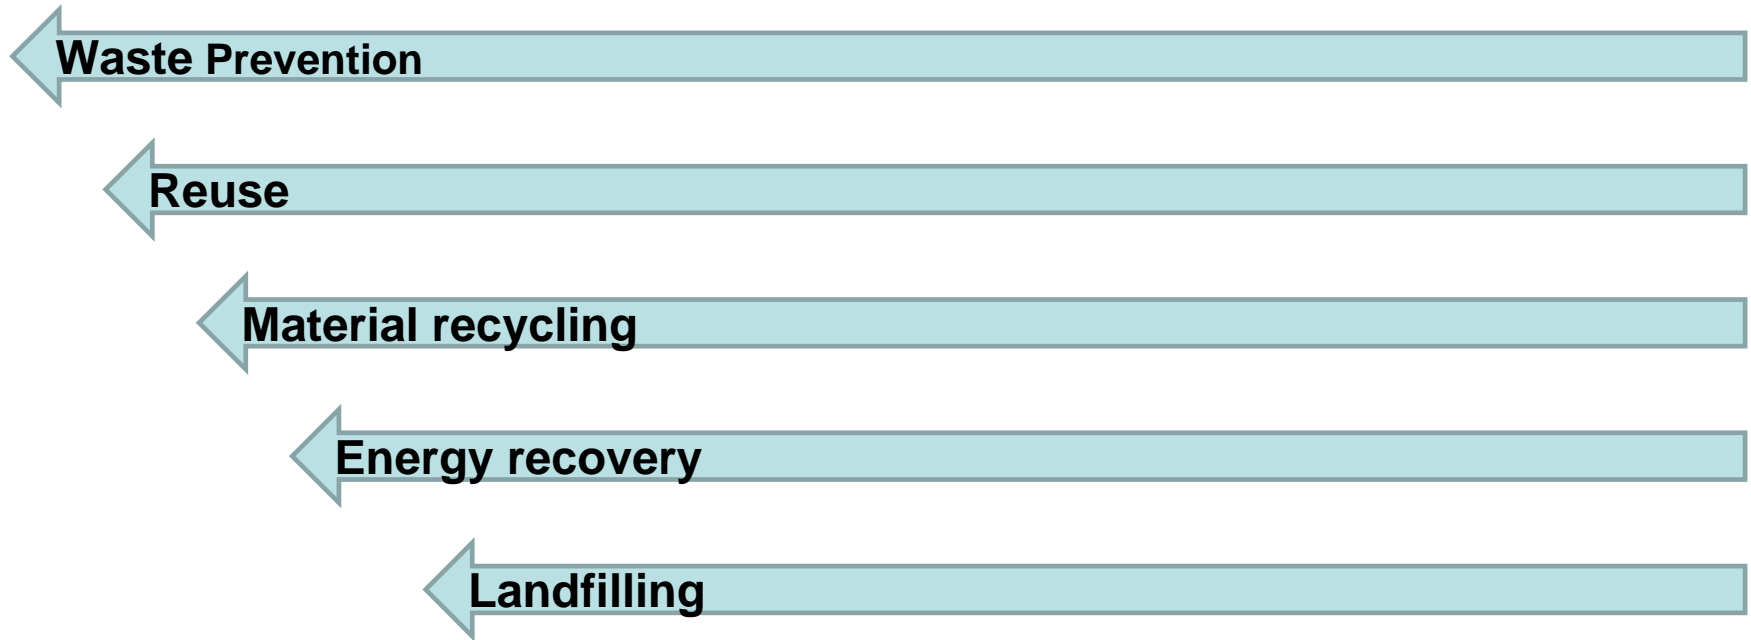 Waste Prevention
Reuse
Material recycling
Energy recovery
Landfilling